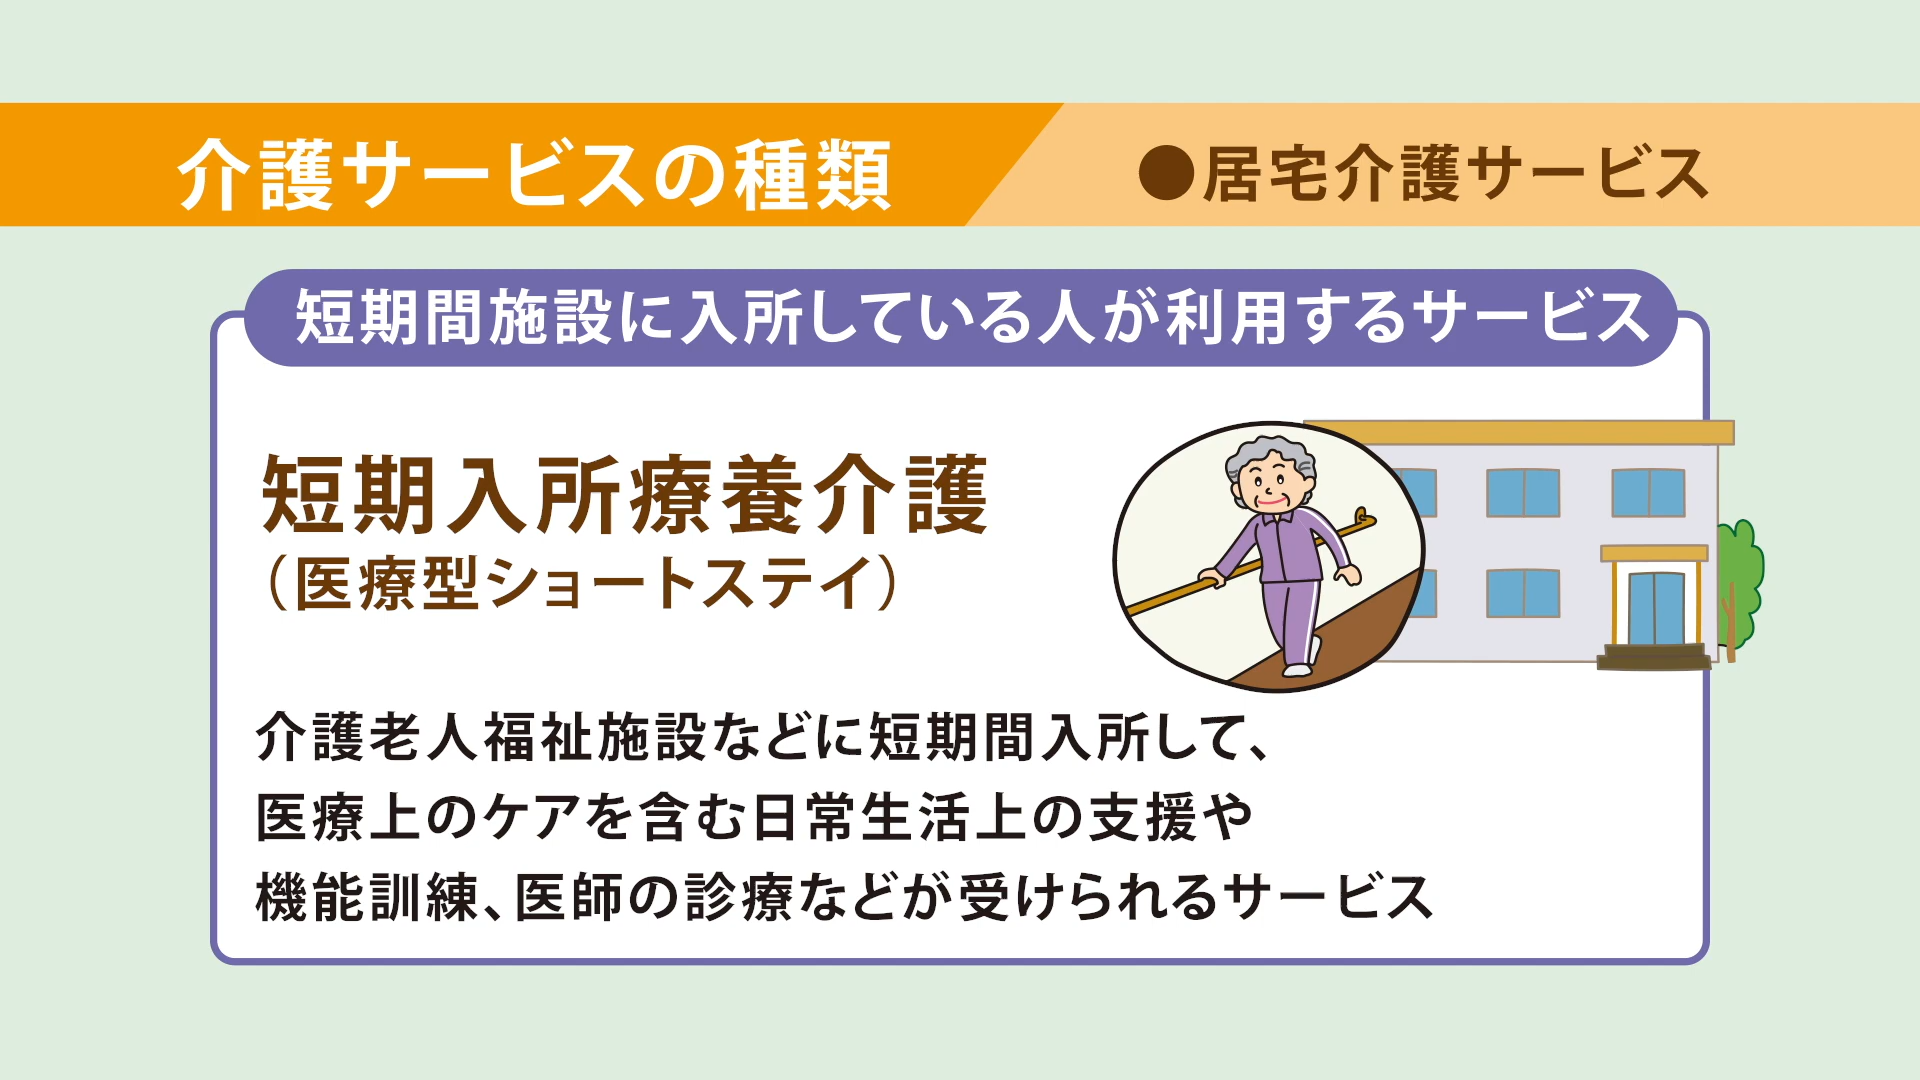 介護サービスの種類
●居宅介護サービス
短期間施設に入所している人が利用するサービス
短期入所療養介護
（医療型ショートステイ）
介護老人福祉施設などに短期間入所して、
医療上のケアを含む日常生活上の支援や
機能訓練、医師の診療などが受けられるサービス